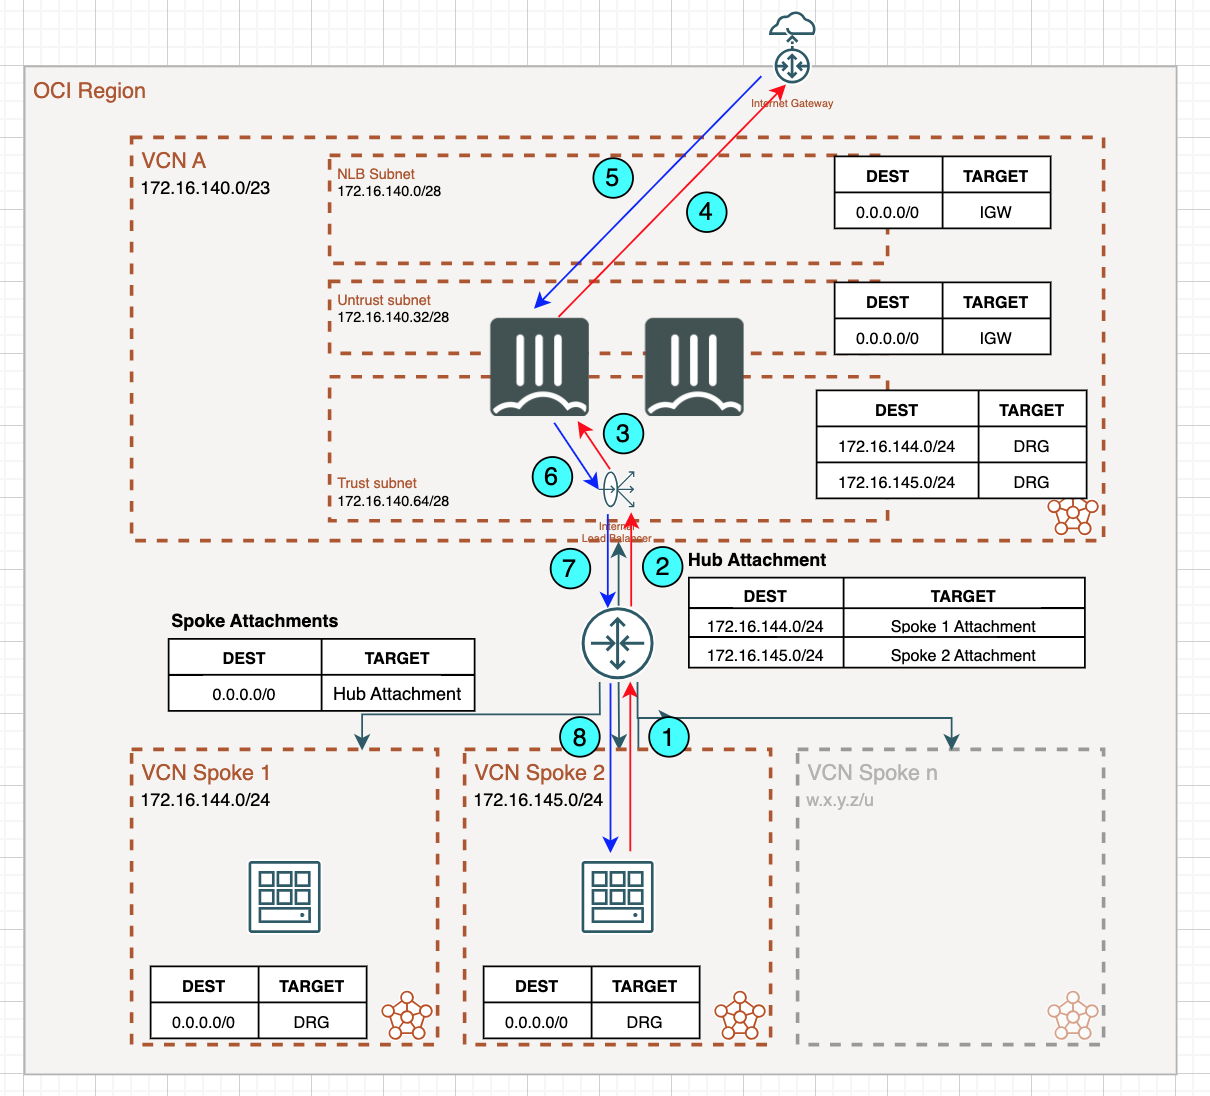 Internet Gateway
OCI Region
VCN A
172.16.140.0/23
NLB Subnet
172.16.140.0/28
5
4
DEST TARGET
0.0.0.0/0 IGW
Untrust subnet
172.16.140.32/28
DEST TARGET
0.0.0.0/0 IGW
DEST TARGET
172.16.144.0/24 DRG
172.16.145.0/24 DRG
3
6
Trust subnet
172.16.140.64/28
Internal
Load Balancer
7
2
Hub Attachment
DEST TARGET
172.16.144.0/24 Spoke 1 Attachment
172.16.145.0/24 Spoke 2 Attachment
Spoke Attachments
DEST TARGET
0.0.0.0/0 Hub Attachment
8
1
VCN Spoke 1
172.16.144.0/24
DEST TARGET
0.0.0.0/0 DRG
VCN Spoke 2
172.16.145.0/24
DEST TARGET
0.0.0.0/0 DRG
VCN Spoke n
w.x.y.z/u